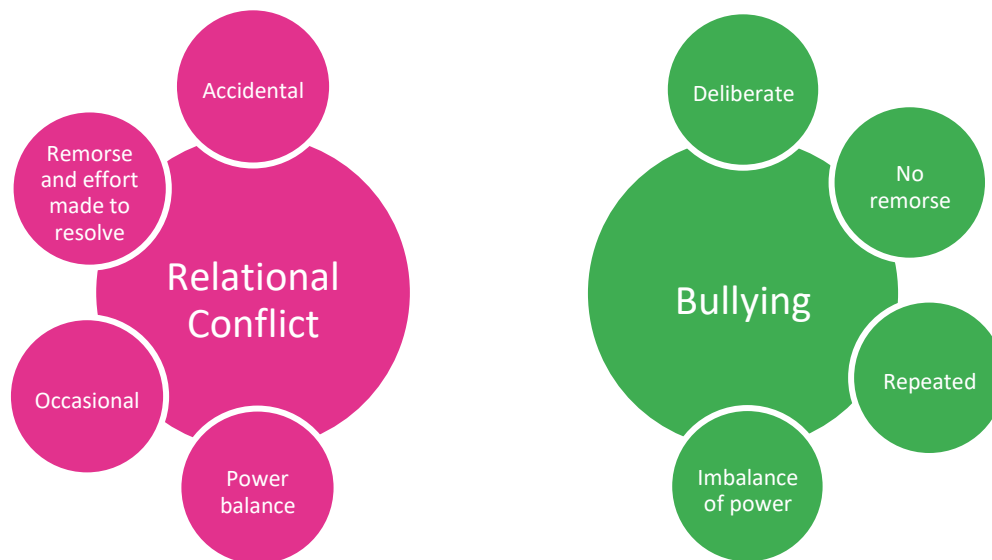 Accidental
Remorse
and effort
made to
resolve
Relational
Conflict
Occasional
Power
balance
Deliberate
No
remorse
Bullying
Repeated
Imbalance
of power